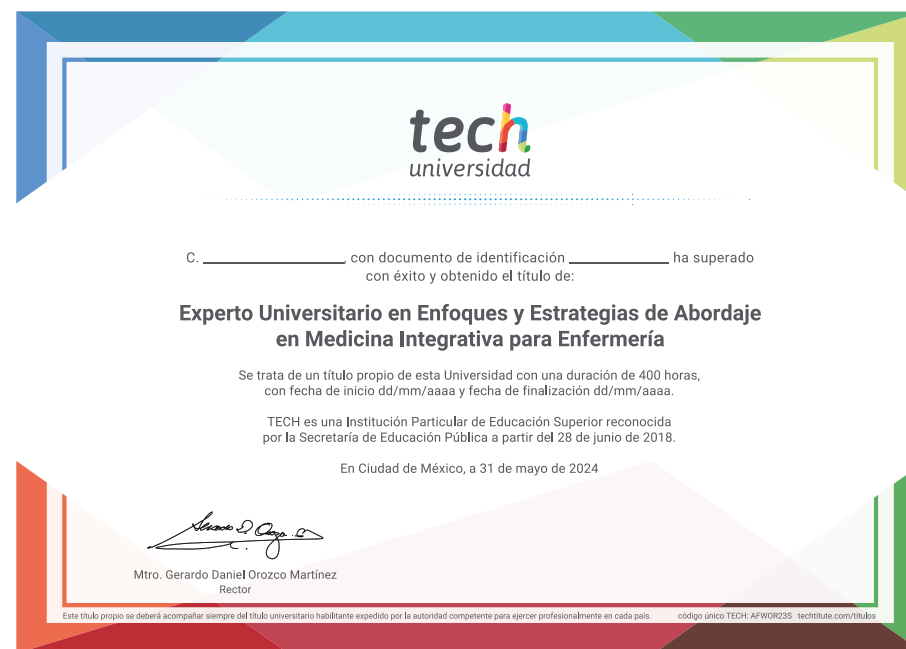 tech
universidad
C. ____________, con documento de identificación ____________ ha superado
con éxito y obtenido el título de:
Experto Universitario en Enfoques y Estrategias de Abordaje
en Medicina Integrativa para Enfermería
Se trata de un título propio de esta Universidad con una duración de 400 horas,
con fecha de inicio dd/mm/aaaa y fecha de finalización dd/mm/aaaa.
TECH es una Institución Particular de Educación Superior reconocida
por la Secretaría de Educación Pública a partir del 28 de junio de 2018.
En Ciudad de México, a 31 de mayo de 2024
Mtro. Gerardo Daniel Orozco Martínez
Rector
Este título propio se deberá acompañar siempre del título universitario habilitante expedido por la autoridad competente para ejercer profesionalmente en cada país. código único TECH: AFWOR23S techtitute.com/titulos